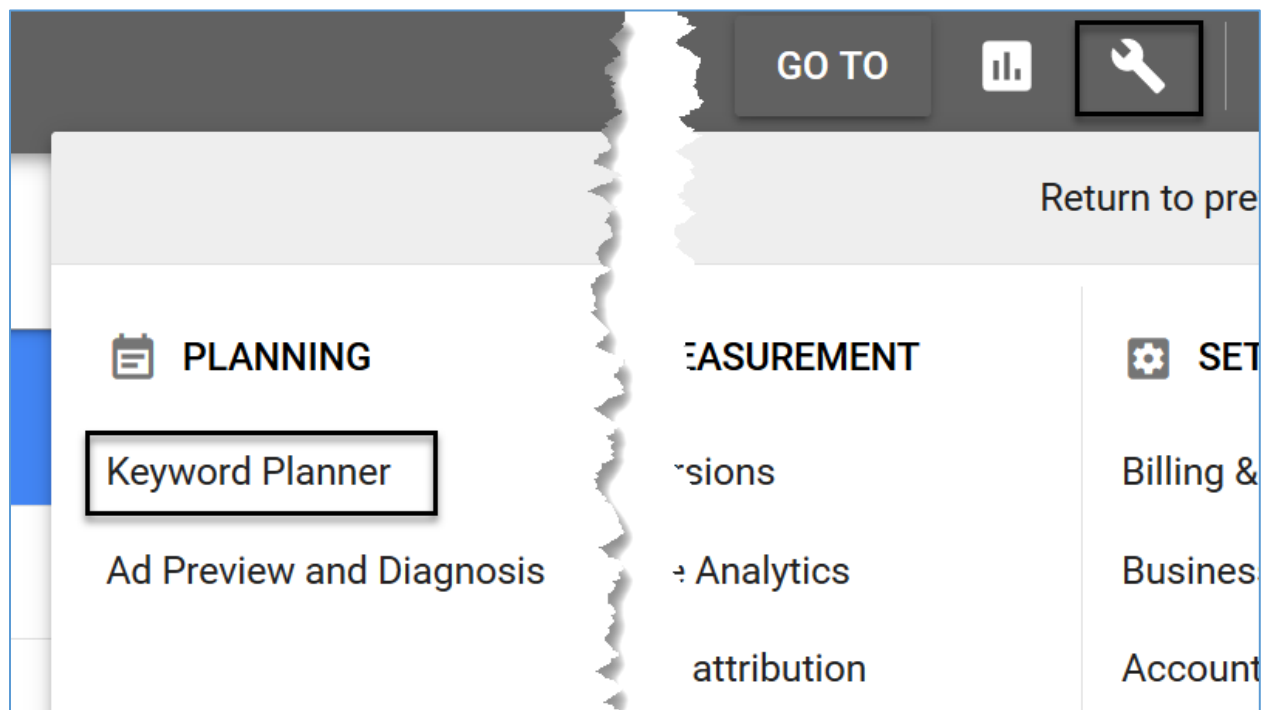 GO TO
Return to pre
PLANNING
EASUREMENT
SET
Keyword Planner
rsions
Billing &
Ad Preview and Diagnosis
e Analytics
Busines
attribution
Account